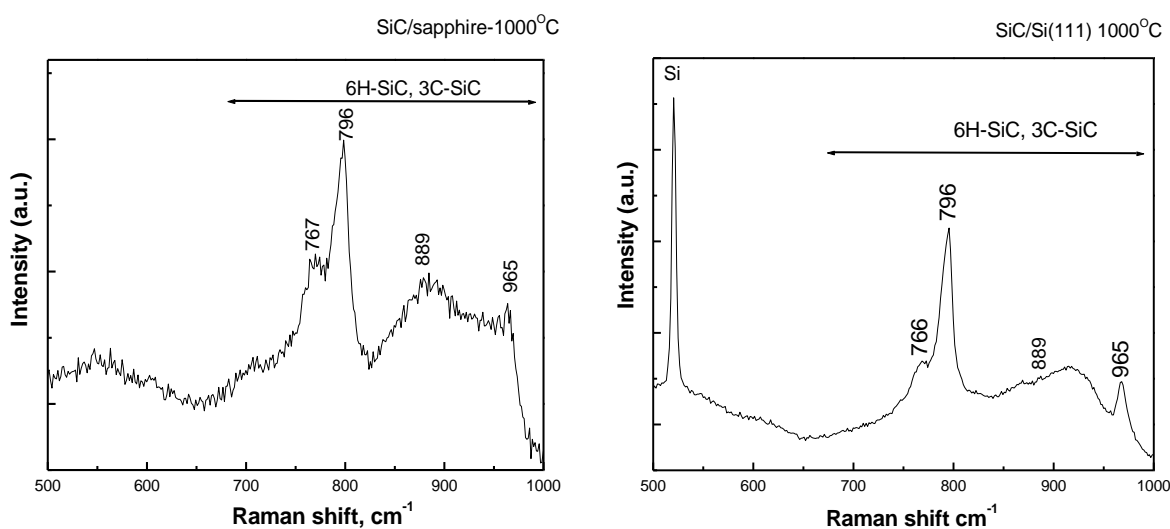 SiC/sapphire-1000°C
6H-SiC, 3C-SiC
796
767
889
965
Intensity (a.u.)
500 600 700 800 900 1000
Raman shift, cm⁻¹
SiC/Si(111) 1000°C
Si
6H-SiC, 3C-SiC
796
766
889
965
Intensity (a.u.)
500 600 700 800 900 1000
Raman shift cm⁻¹